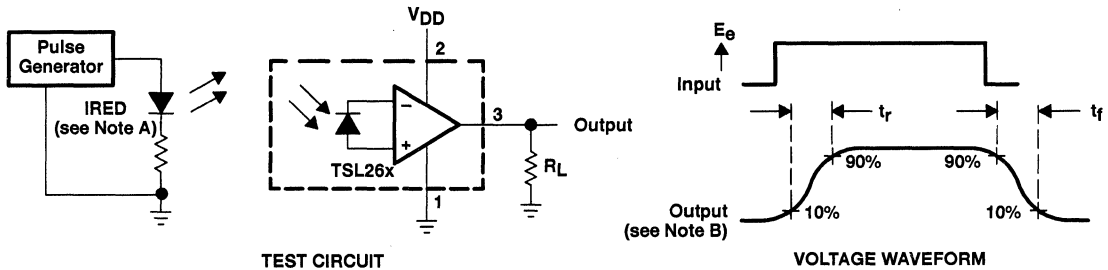 Pulse
Generator
IRED
(see Note A)
VDD
2
−
+
TSL26x
3
1
Output
RL
TEST CIRCUIT
Ee
Input
tr
tf
90%
90%
10%
10%
Output
(see Note B)
VOLTAGE WAVEFORM